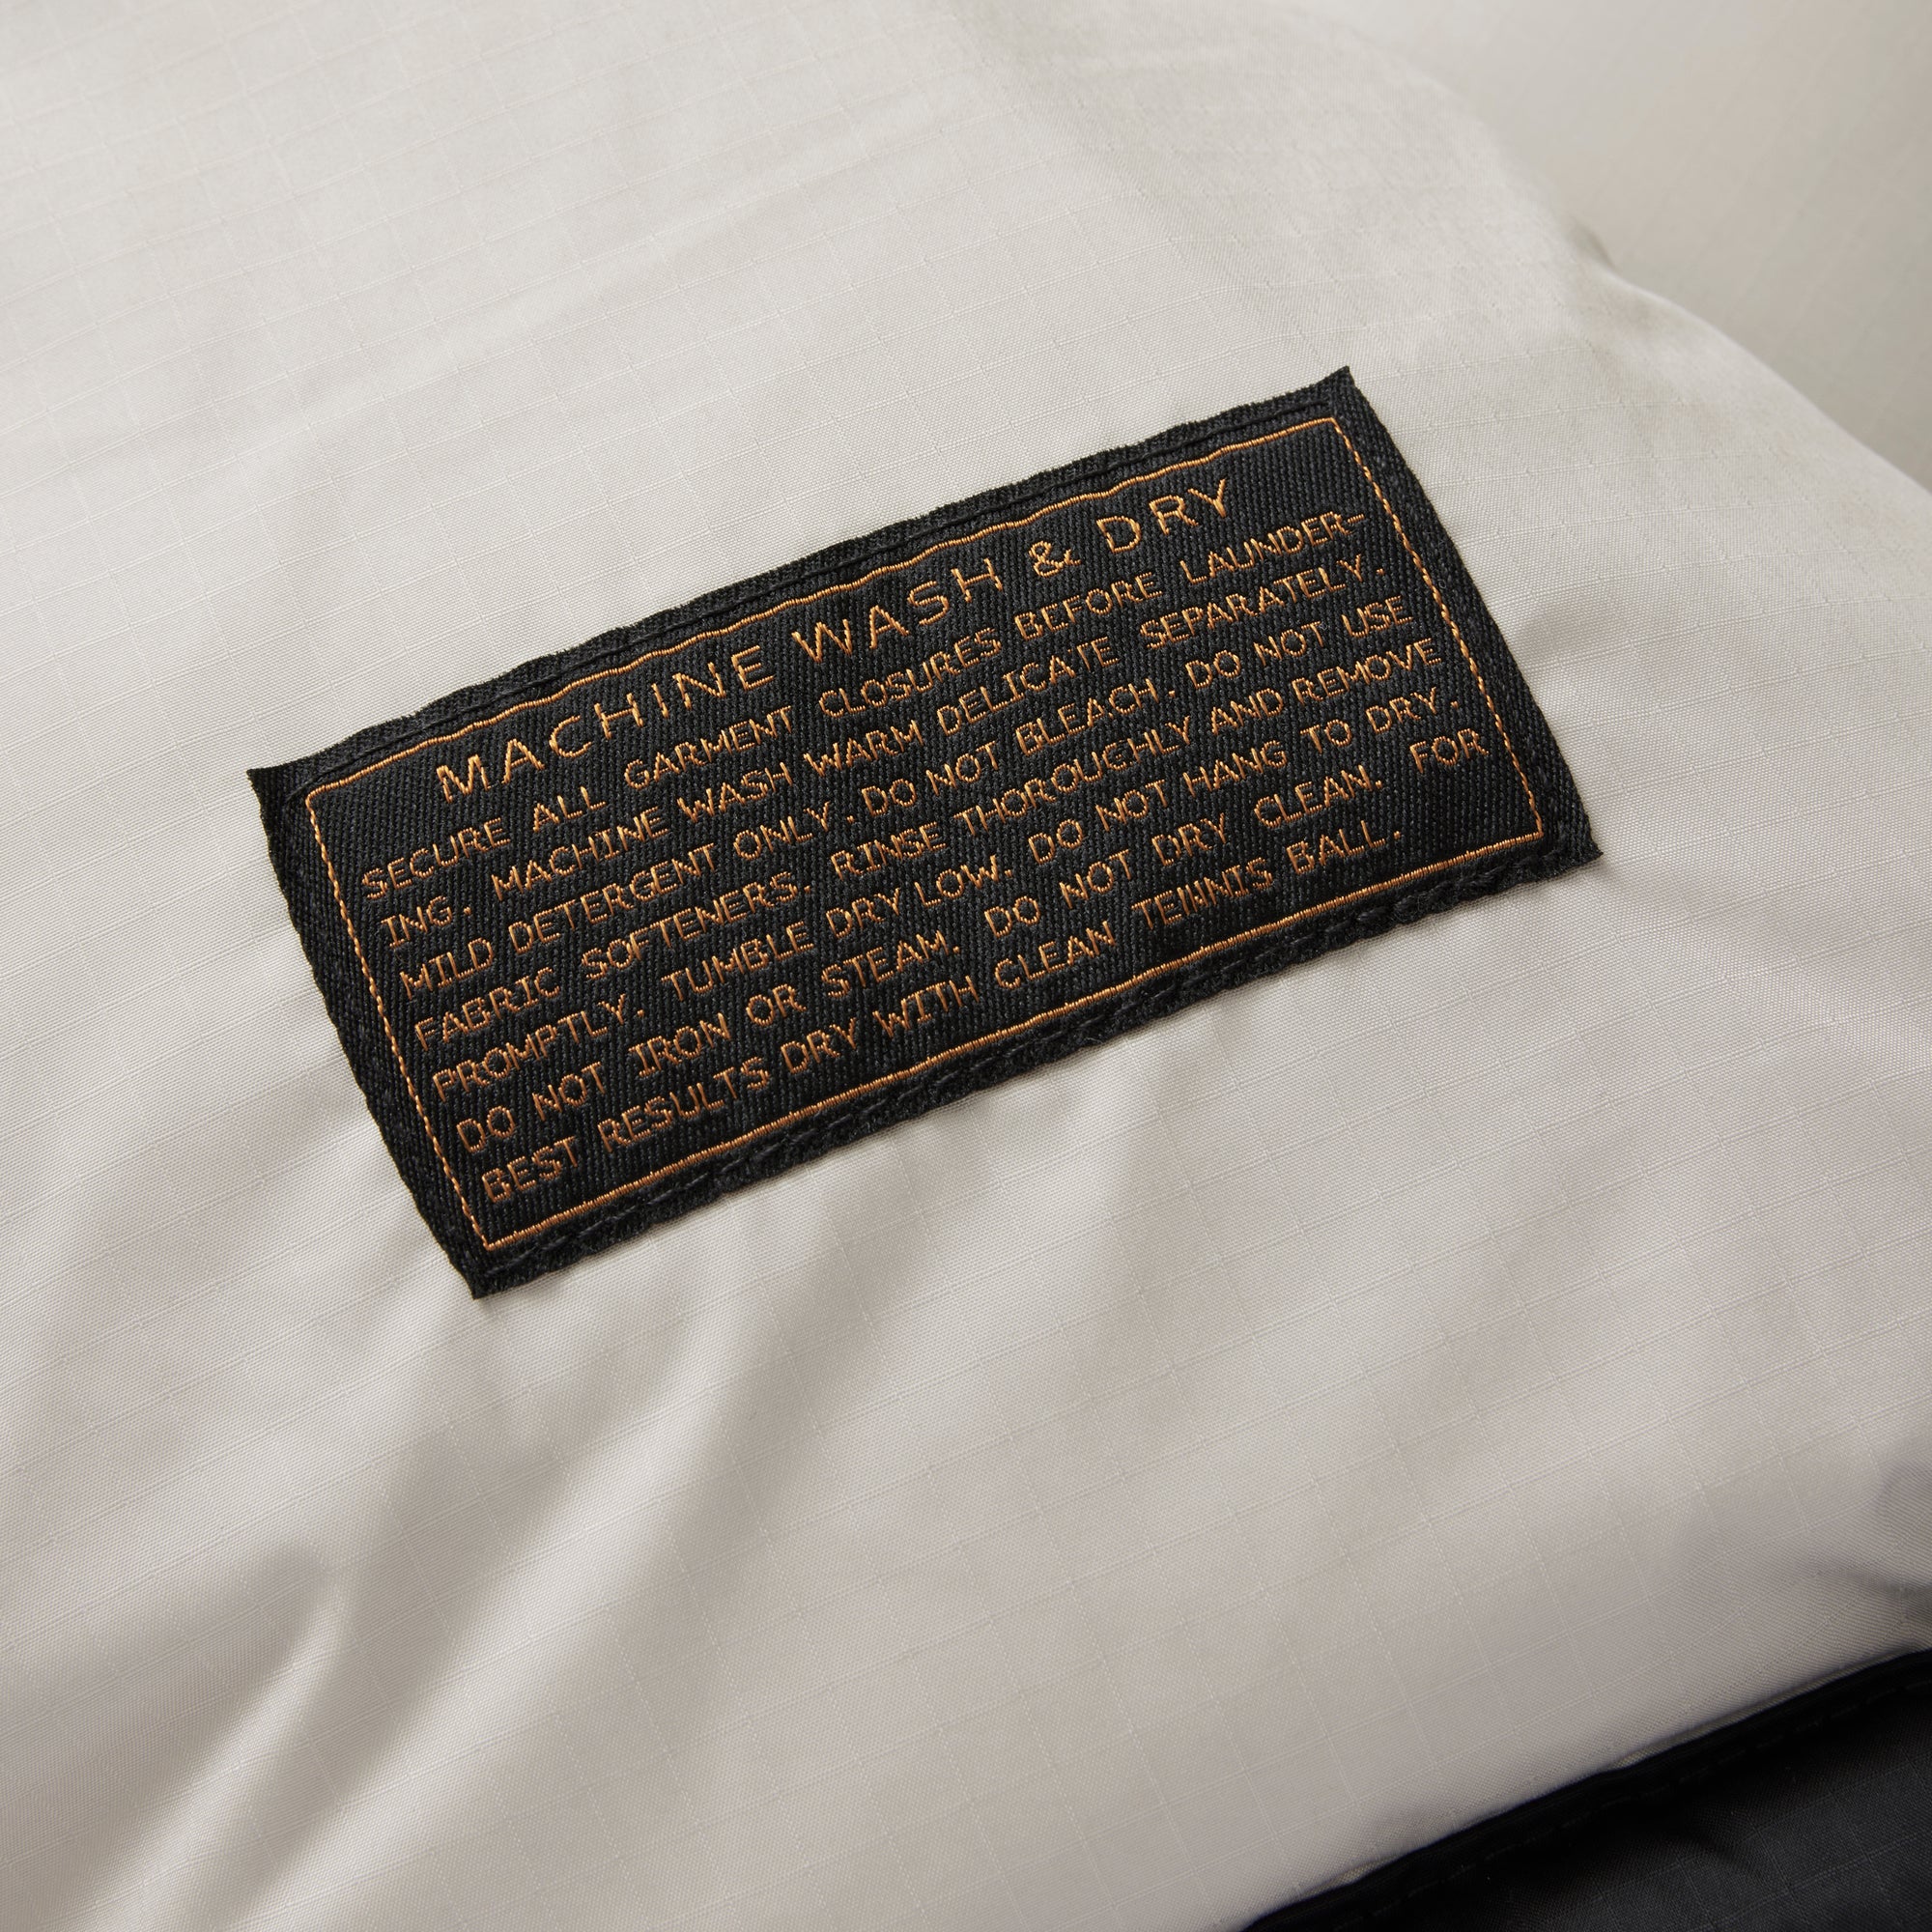 MACHINE WASH & DRY
SECURE ALL GARMENT CLOSURES BEFORE LAUNDER-
ING. MACHINE WASH WARM DELICATE SEPARATELY.
MILD DETERGENT ONLY. DO NOT BLEACH. DO NOT USE
FABRIC SOFTENERS. RINSE THOROUGHLY AND REMOVE
PROMPTLY. TUMBLE DRY LOW. DO NOT HANG TO DRY.
DO NOT IRON OR STEAM. DO NOT DRY CLEAN. FOR
BEST RESULTS DRY WITH CLEAN TENNIS BALL.